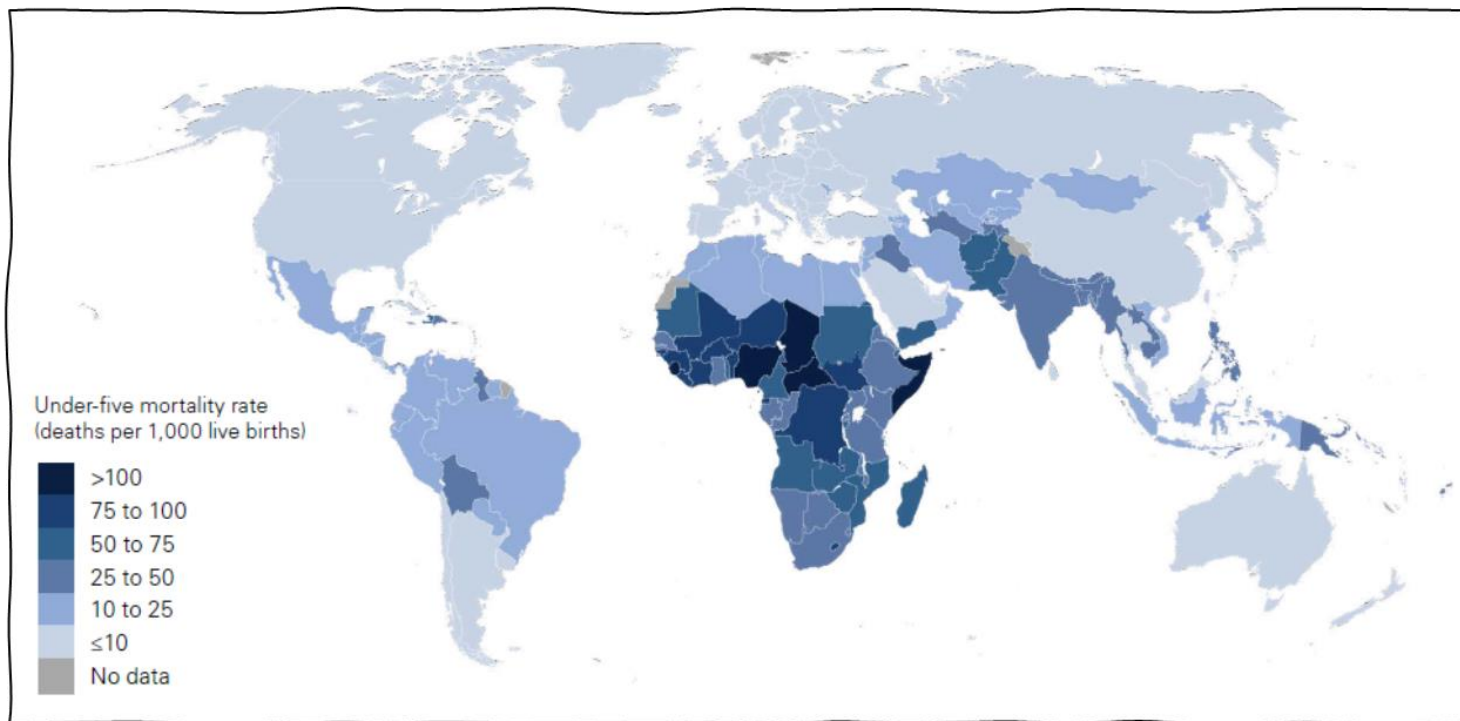 Under-five mortality rate
(deaths per 1,000 live births)
>100
75 to 100
50 to 75
25 to 50
10 to 25
≤10
No data